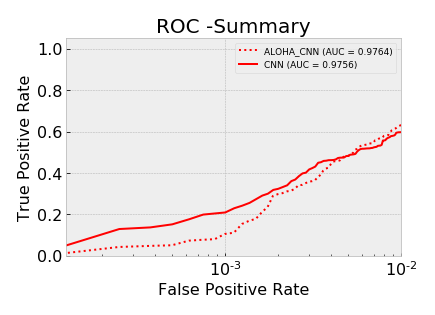 ROC -Summary
ALOHA_CNN (AUC = 0.9764)
CNN (AUC = 0.9756)
True Positive Rate
1.0
0.8
0.6
0.4
0.2
0.0
10⁻³
10⁻²
False Positive Rate